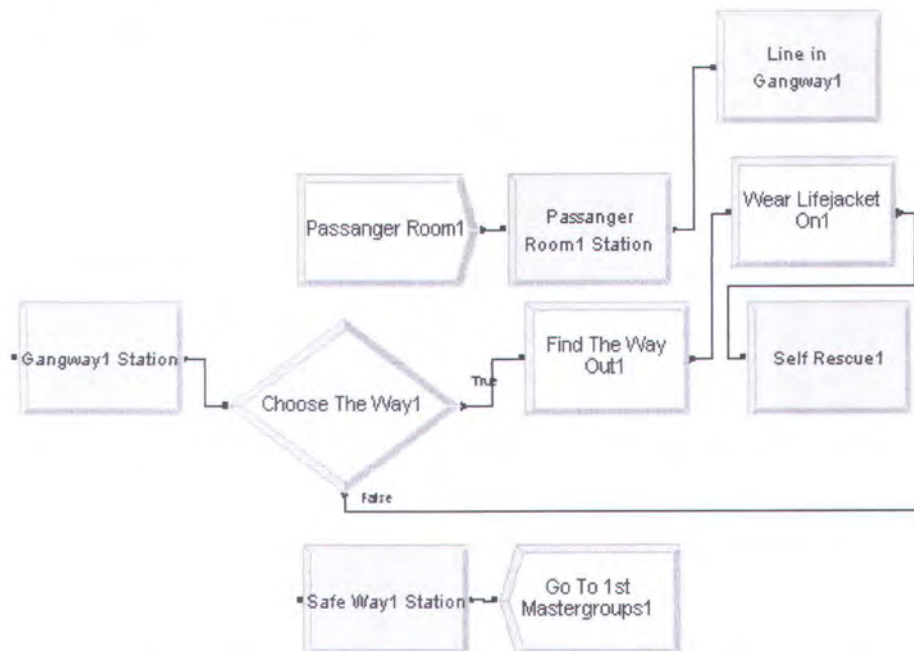 Line in
Gangway1
Passanger Room1
Passanger
Room1 Station
Wear Lifejacket
On1
Gangway1 Station
Choose The Way1
True
Find The Way
Out1
Self Rescue1
False
Safe Way1 Station
Go To 1st
Mastergroups1